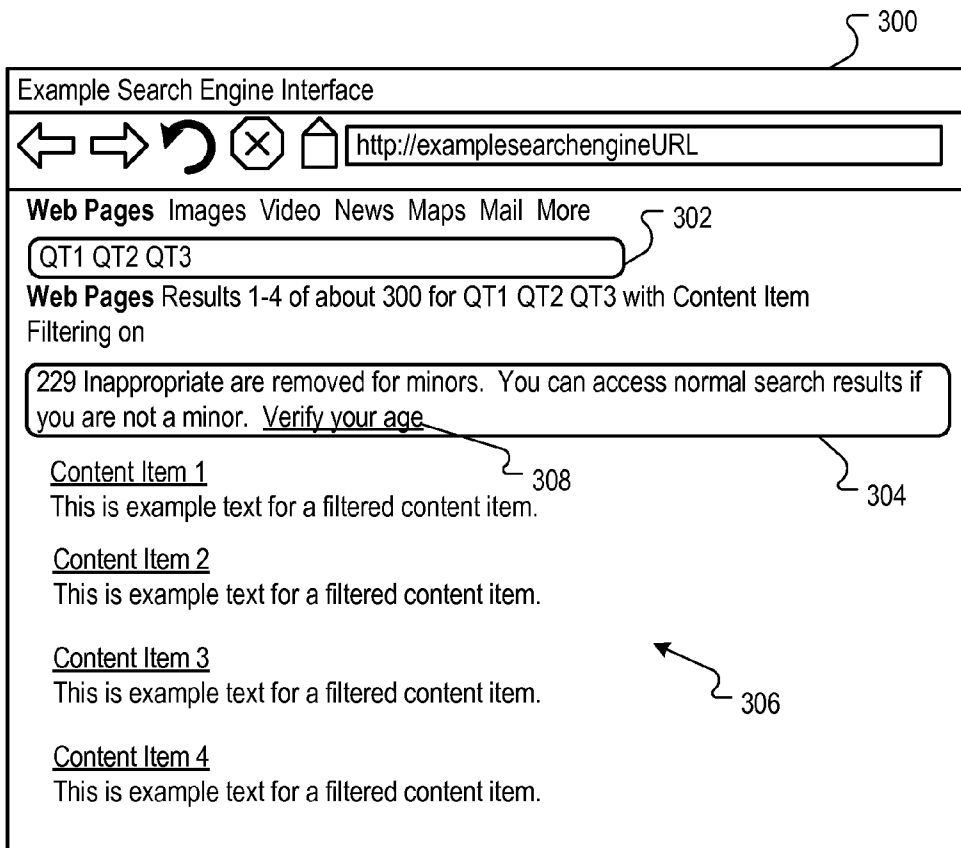 300
Example Search Engine Interface
http://examplesearchengineURL
Web Pages Images Video News Maps Mail More
302
QT1 QT2 QT3
Web Pages Results 1-4 of about 300 for QT1 QT2 QT3 with Content Item
Filtering on
229 Inappropriate are removed for minors. You can access normal search results if
you are not a minor. Verify your age
308
304
Content Item 1
This is example text for a filtered content item.
Content Item 2
This is example text for a filtered content item.
Content Item 3
This is example text for a filtered content item.
306
Content Item 4
This is example text for a filtered content item.